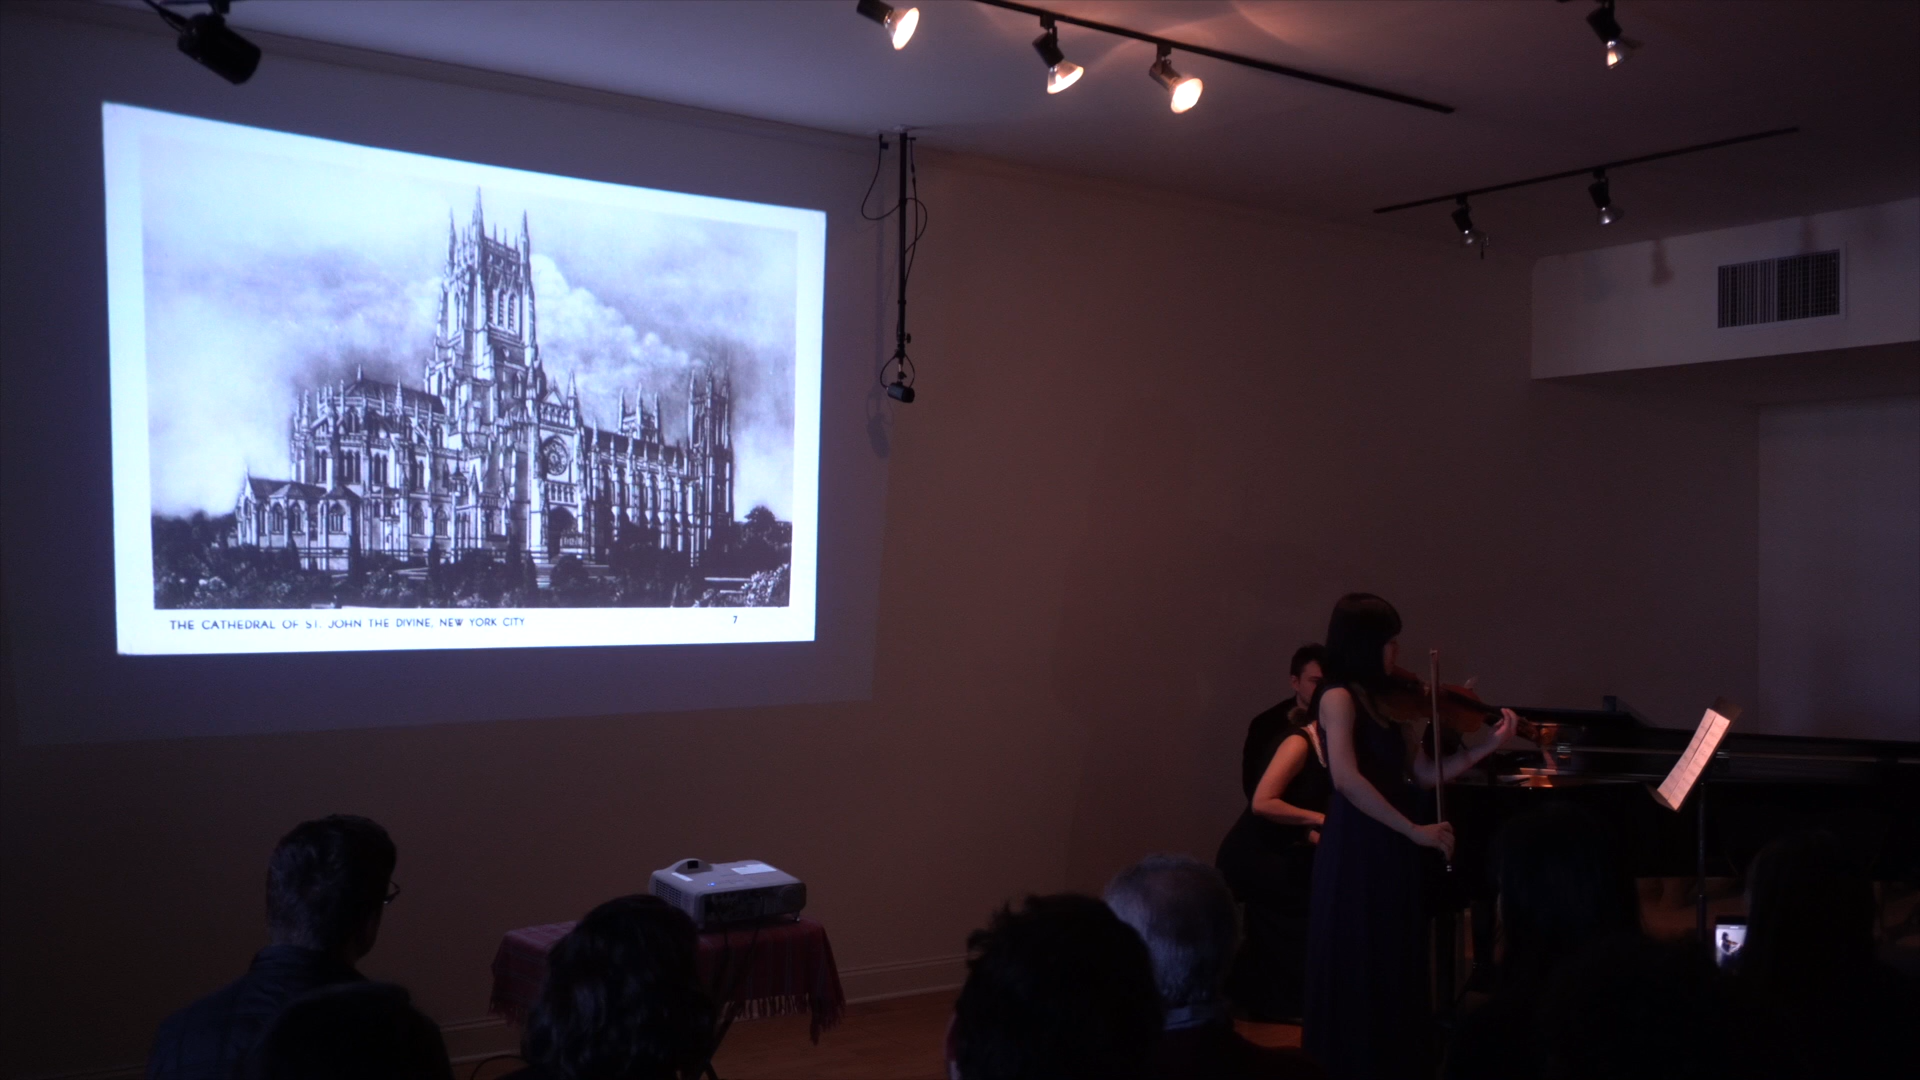 THE CATHEDRAL OF ST. JOHN THE DIVINE, NEW YORK CITY 7